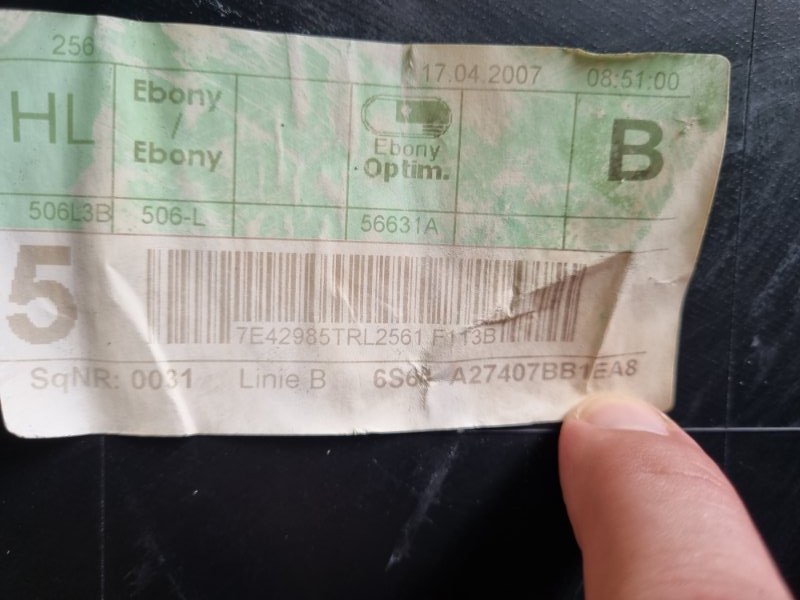 256 17.04.2007 08:51:00
HL Ebony / Ebony Ebony Optim. B
506L3B 506-L 56631A
5
7E42985TRL2561 F113B
SqNR: 0031 Linie B A27407BB1EA8